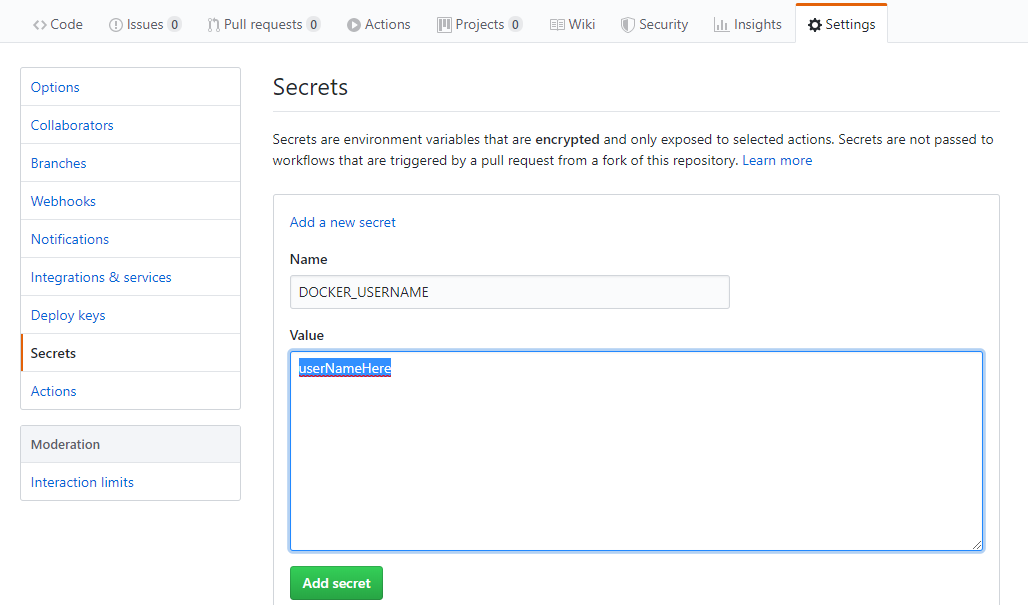 Code Issues 0 Pull requests 0 Actions Projects 0 Wiki Security Insights Settings
Options
Collaborators
Branches
Webhooks
Notifications
Integrations & services
Deploy keys
Secrets
Actions
Moderation
Interaction limits
Secrets
Secrets are environment variables that are encrypted and only exposed to selected actions. Secrets are not passed to
workflows that are triggered by a pull request from a fork of this repository. Learn more
Add a new secret
Name
DOCKER_USERNAME
Value
userNameHere
Add secret